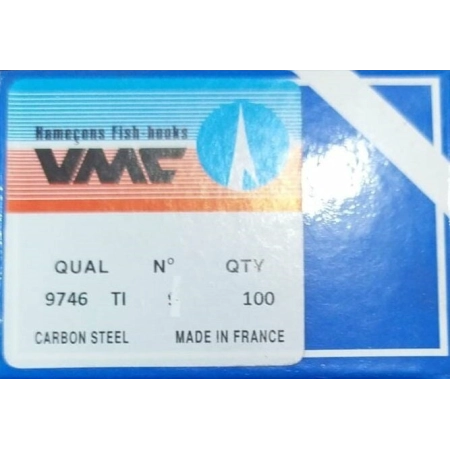 Hameçons Fish-hooks
VMC
QUAL N° QTY
9746 TI 100
CARBON STEEL MADE IN FRANCE